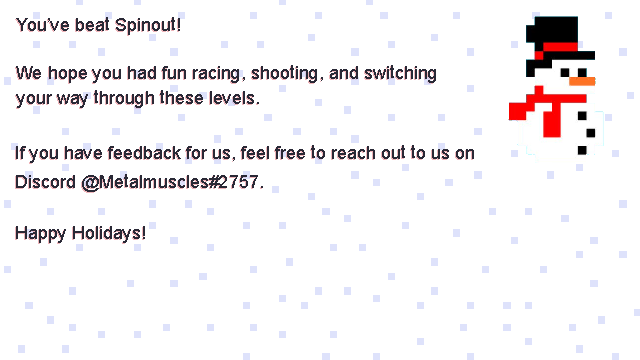 You've beat Spinout!
We hope you had fun racing, shooting, and switching
your way through these levels.
If you have feedback for us, feel free to reach out to us on
Discord @Metalmuscles#2757.
Happy Holidays!